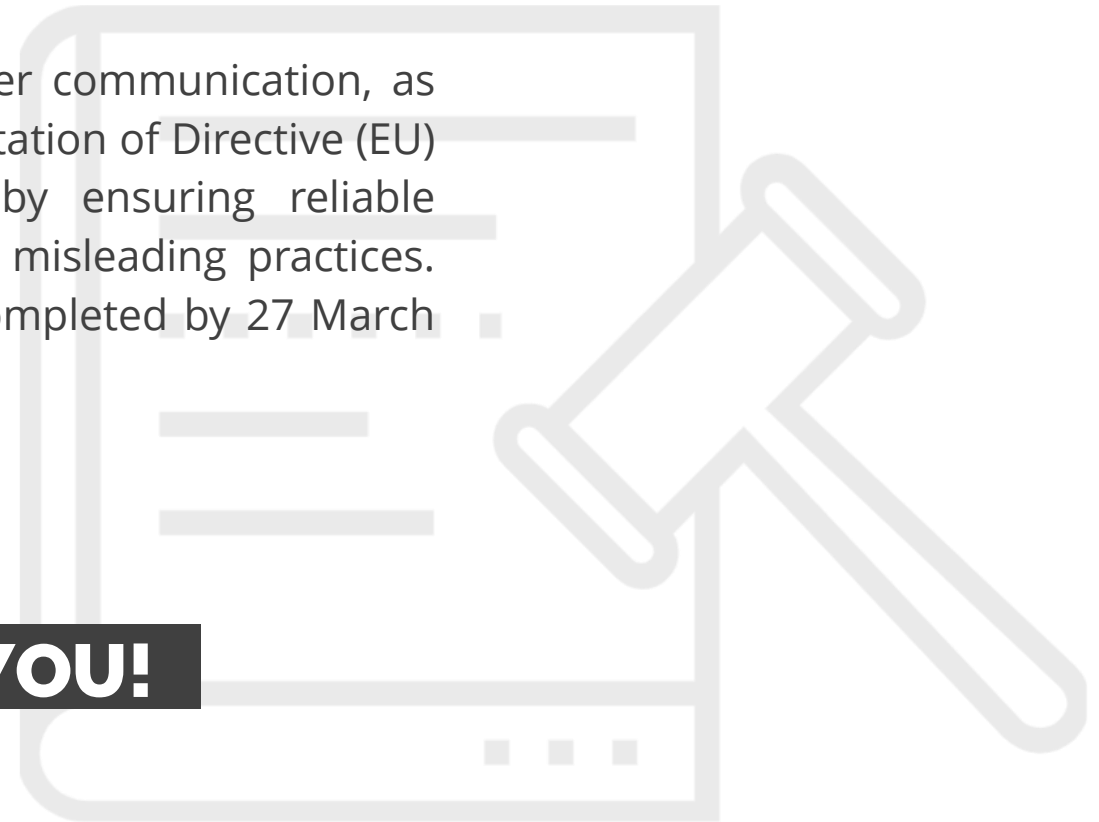 er communication, as
tation of Directive (EU)
by ensuring reliable
misleading practices.
ompleted by 27 March
YOU!